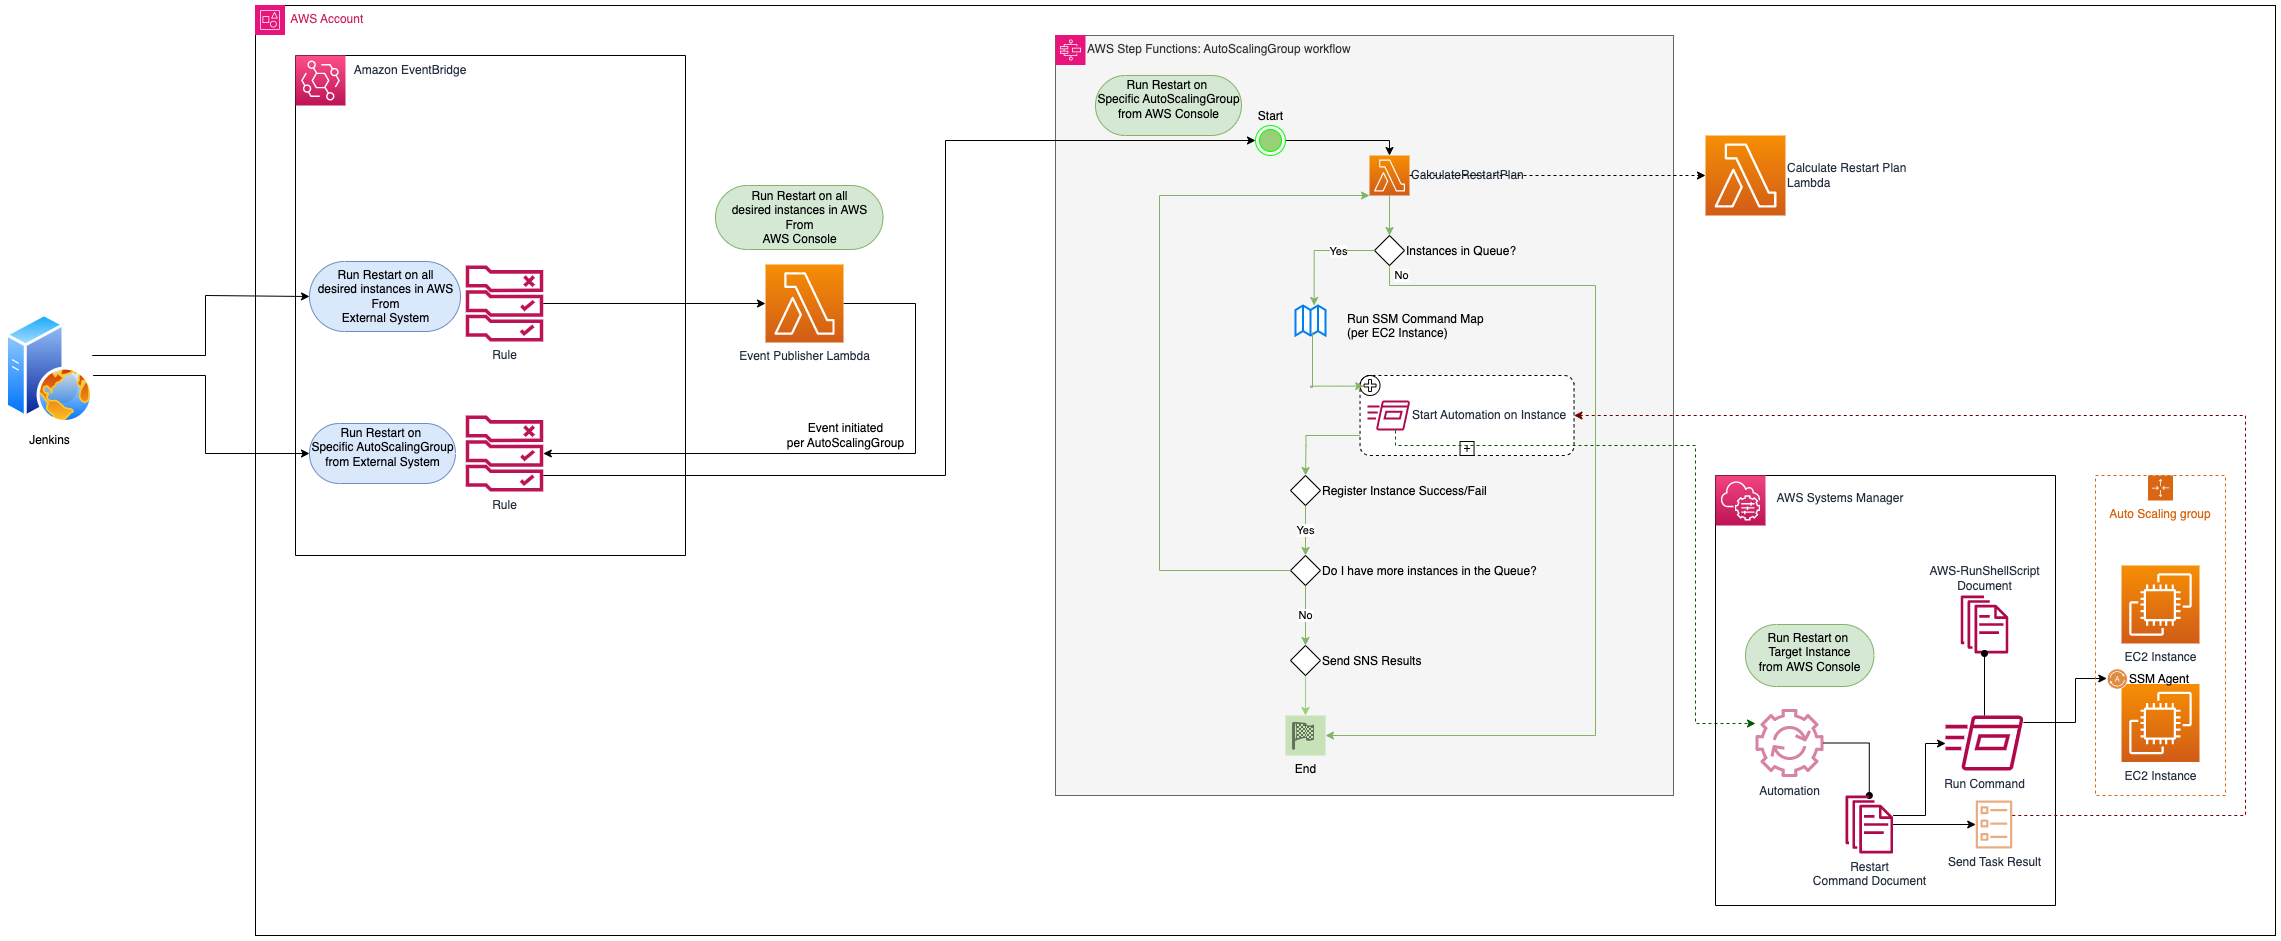 AWS Account
Amazon EventBridge
Run Restart on all
desired instances in AWS
From
External System
Rule
Run Restart on
Specific AutoScalingGroup
from External System
Rule
Jenkins
Run Restart on all
desired instances in AWS
From
AWS Console
Event Publisher Lambda
Event initiated
per AutoScalingGroup
AWS Step Functions: AutoScalingGroup workflow
Run Restart on
Specific AutoScalingGroup
from AWS Console
Start
CalculateRestartPlan
Calculate Restart Plan
Lambda
Instances in Queue?
Yes
No
Run SSM Command Map
(per EC2 Instance)
Start Automation on Instance
Register Instance Success/Fail
Yes
Do I have more instances in the Queue?
No
Send SNS Results
End
AWS Systems Manager
AWS-RunShellScript
Document
Run Restart on
Target Instance
from AWS Console
Automation
Run Command
Restart
Command Document
Send Task Result
Auto Scaling group
EC2 Instance
SSM Agent
A
EC2 Instance